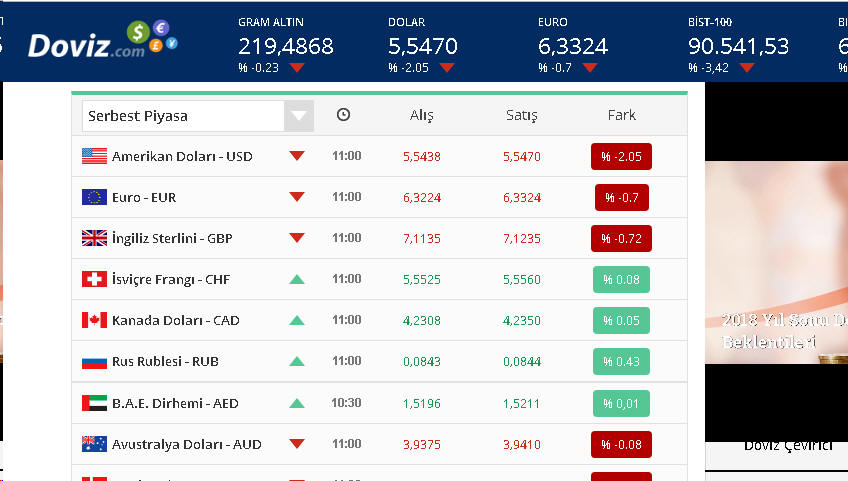 Doviz.com
GRAM ALTIN DOLAR EURO BİST-100
219,4868 5,5470 6,3324 90.541,53
% -0.23 % -2.05 % -0.7 % -3,42
Serbest Piyasa Alış Satış Fark
Amerikan Doları - USD 11:00 5,5438 5,5470 % -2.05
Euro - EUR 11:00 6,3224 6,3324 % -0.7
İngiliz Sterlini - GBP 11:00 7,1135 7,1235 % -0.72
İsviçre Frangı - CHF 11:00 5,5525 5,5560 % 0.08
Kanada Doları - CAD 11:00 4,2308 4,2350 % 0.05
Rus Rublesi - RUB 11:00 0,0843 0,0844 % 0.43
B.A.E. Dirhemi - AED 10:30 1,5196 1,5211 % 0,01
Avustralya Doları - AUD 11:00 3,9375 3,9410 % -0.08
2018 Yıl Sonu
Beklentileri
Döviz Çevirici